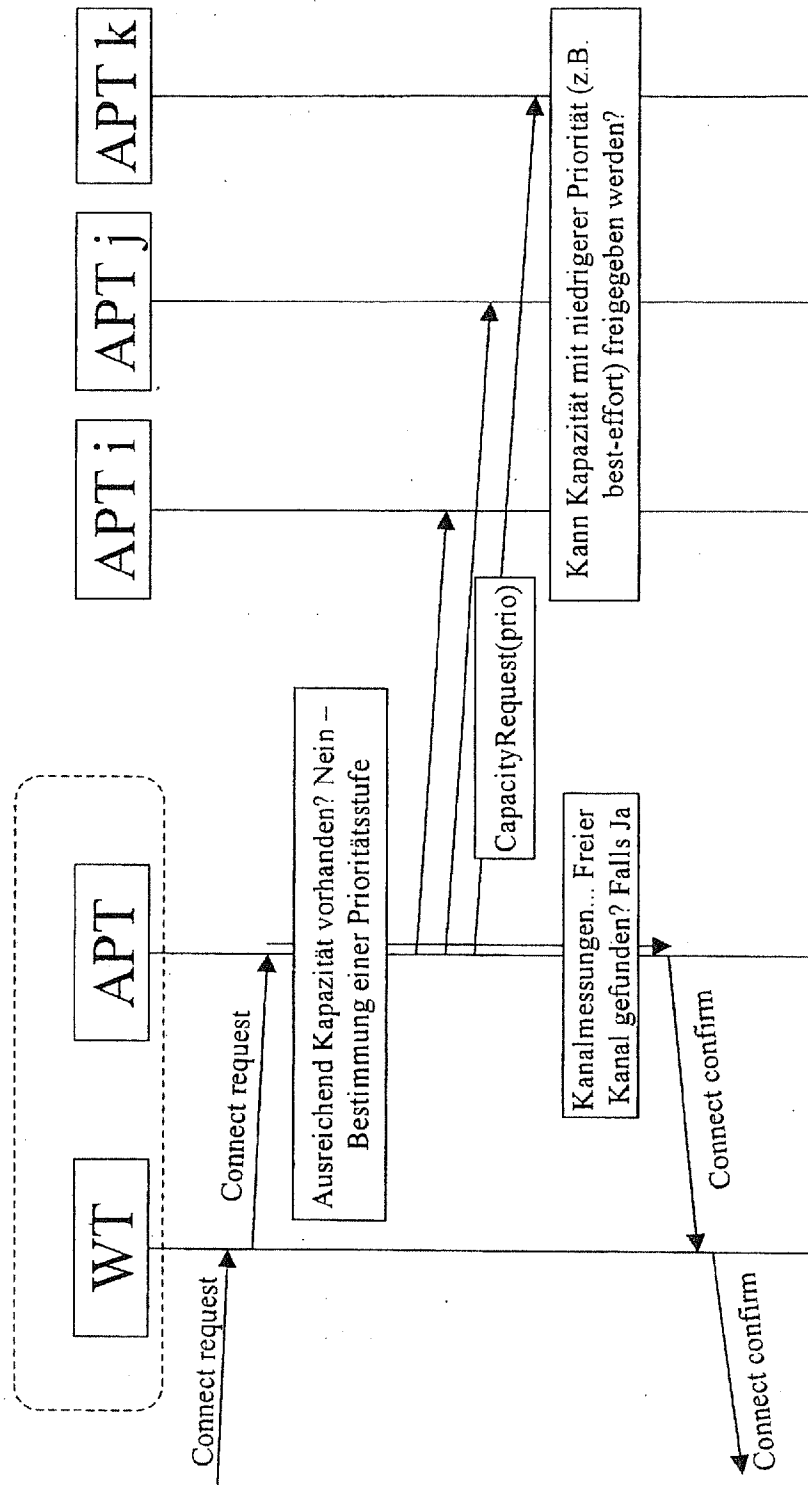 WT
APT
APT i
APT j
APT k
Connect request
Connect request
Ausreichend Kapazität vorhanden? Nein –
Bestimmung einer Prioritätsstufe
CapacityRequest(prio)
Kanalmessungen... Freier
Kanal gefunden? Falls Ja
Kann Kapazität mit niedrigerer Priorität (z.B.
best-effort) freigegeben werden?
Connect confirm
Connect confirm